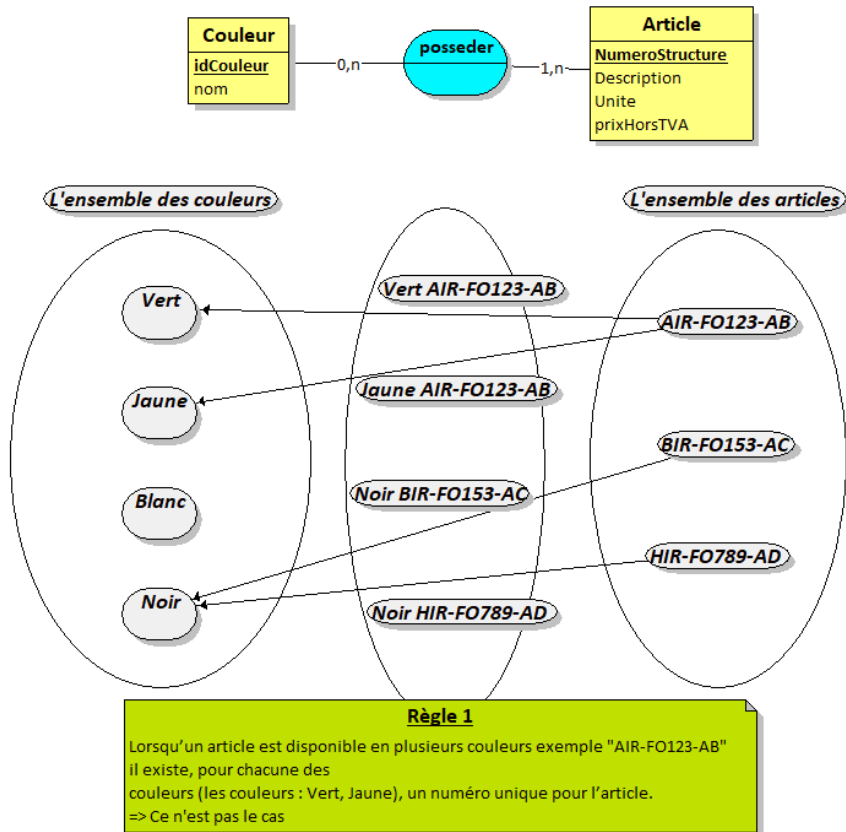 Couleur
idCouleur
nom
0,n
posseder
1,n
Article
NumeroStructure
Description
Unite
prixHorsTVA
L'ensemble des couleurs
L'ensemble des articles
Vert
Jaune
Blanc
Noir
Vert AIR-FO123-AB
Jaune AIR-FO123-AB
Noir BIR-FO153-AC
Noir HIR-FO789-AD
AIR-FO123-AB
BIR-FO153-AC
HIR-FO789-AD
Règle 1
Lorsqu'un article est disponible en plusieurs couleurs exemple "AIR-FO123-AB"
il existe, pour chacune des
couleurs (les couleurs : Vert, Jaune), un numéro unique pour l'article.
=> Ce n'est pas le cas